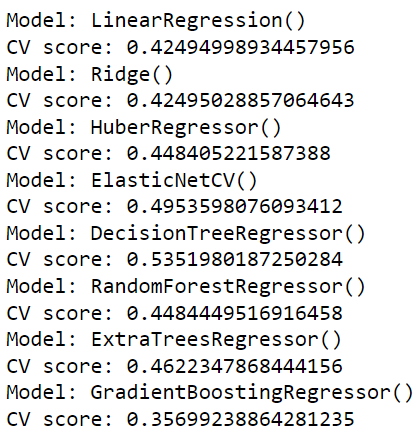 Model: LinearRegression()
CV score: 0.42494998934457956
Model: Ridge()
CV score: 0.42495028857064643
Model: HuberRegressor()
CV score: 0.448405221587388
Model: ElasticNetCV()
CV score: 0.4953598076093412
Model: DecisionTreeRegressor()
CV score: 0.5351980187250284
Model: RandomForestRegressor()
CV score: 0.4484449516916458
Model: ExtraTreesRegressor()
CV score: 0.4622347868444156
Model: GradientBoostingRegressor()
CV score: 0.35699238864281235